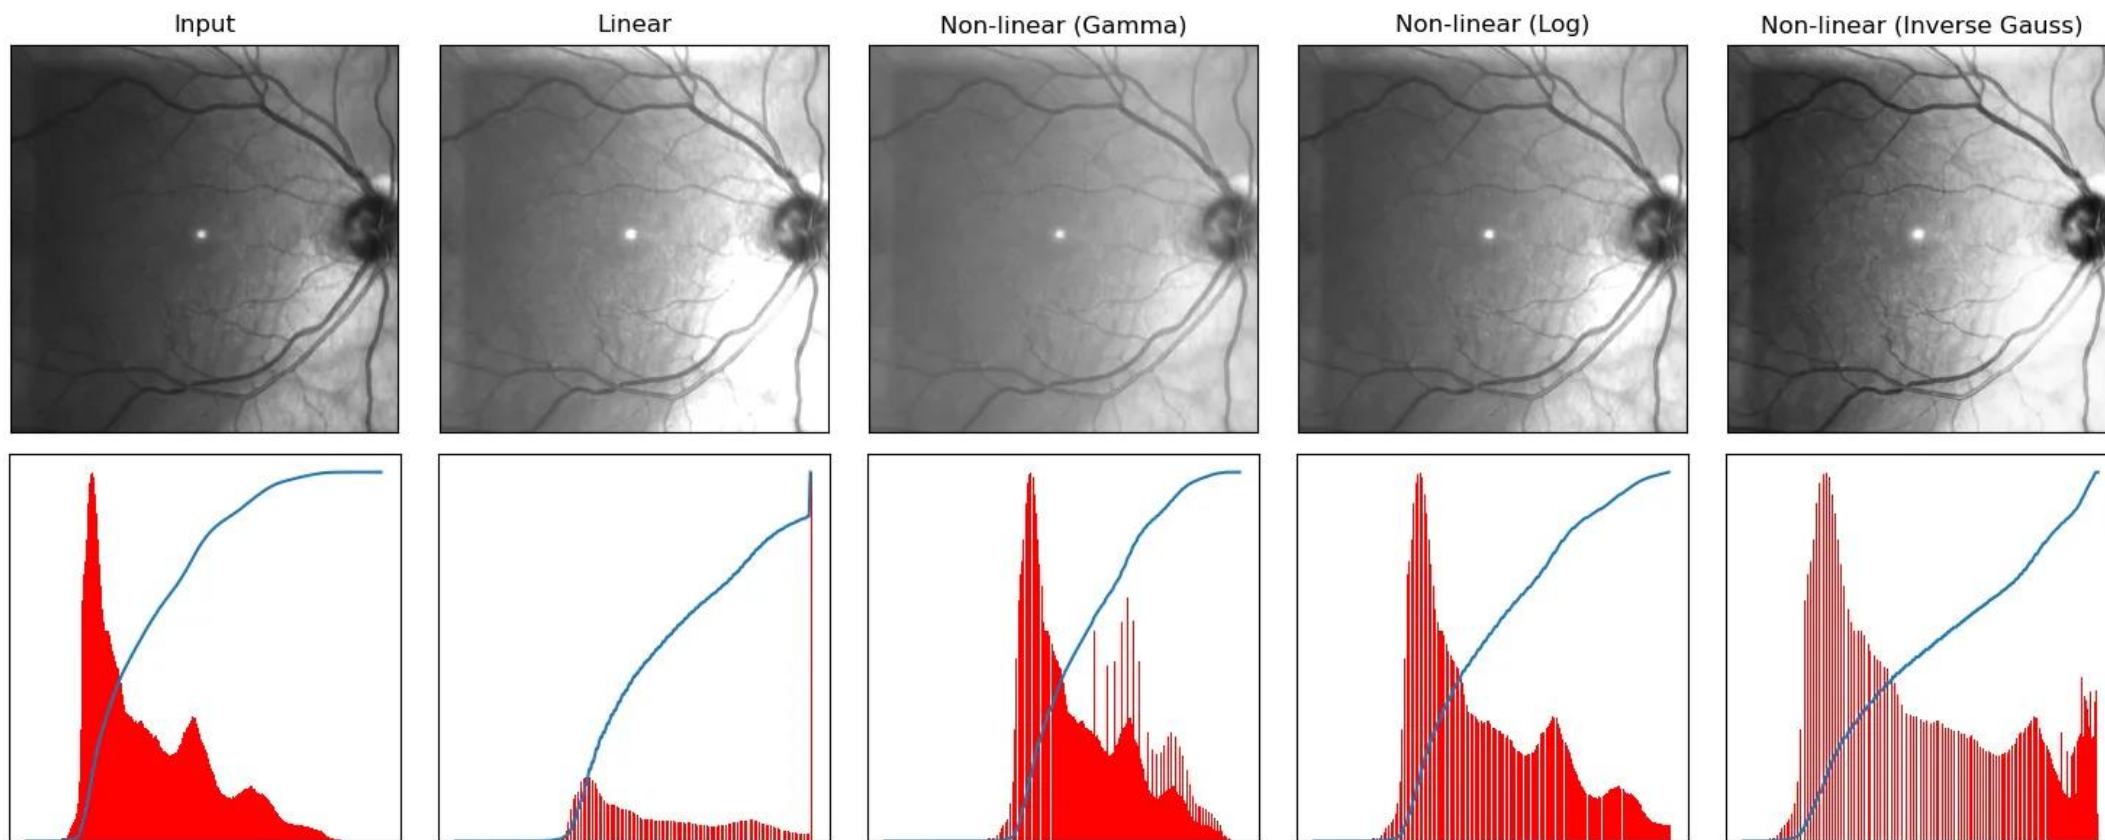 Input
Linear
Non-linear (Gamma)
Non-linear (Log)
Non-linear (Inverse Gauss)